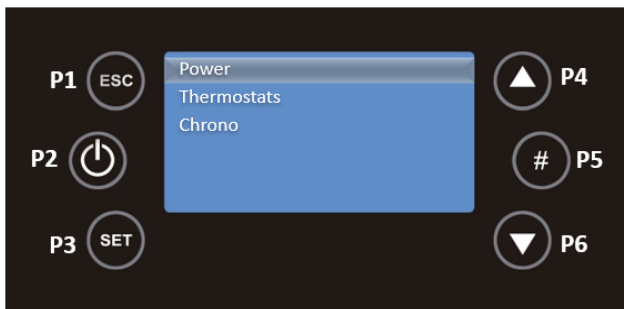 P1 ESC
Power
P4
Thermostats
Chrono
P2
# P5
P3 SET
P6